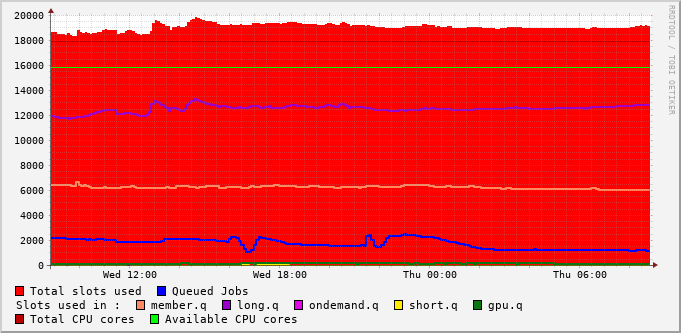 20000
18000
16000
14000
12000
10000
8000
6000
4000
2000
0
Wed 12:00 Wed 18:00 Thu 00:00 Thu 06:00
RRDTOOL / TOBI OETIKER
Total slots used Queued Jobs
Slots used in : member.q long.q ondemand.q short.q gpu.q
Total CPU cores Available CPU cores